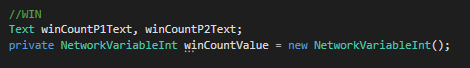 //WIN
Text winCountP1Text, winCountP2Text;
private NetworkVariableInt winCountValue = new NetworkVariableInt();